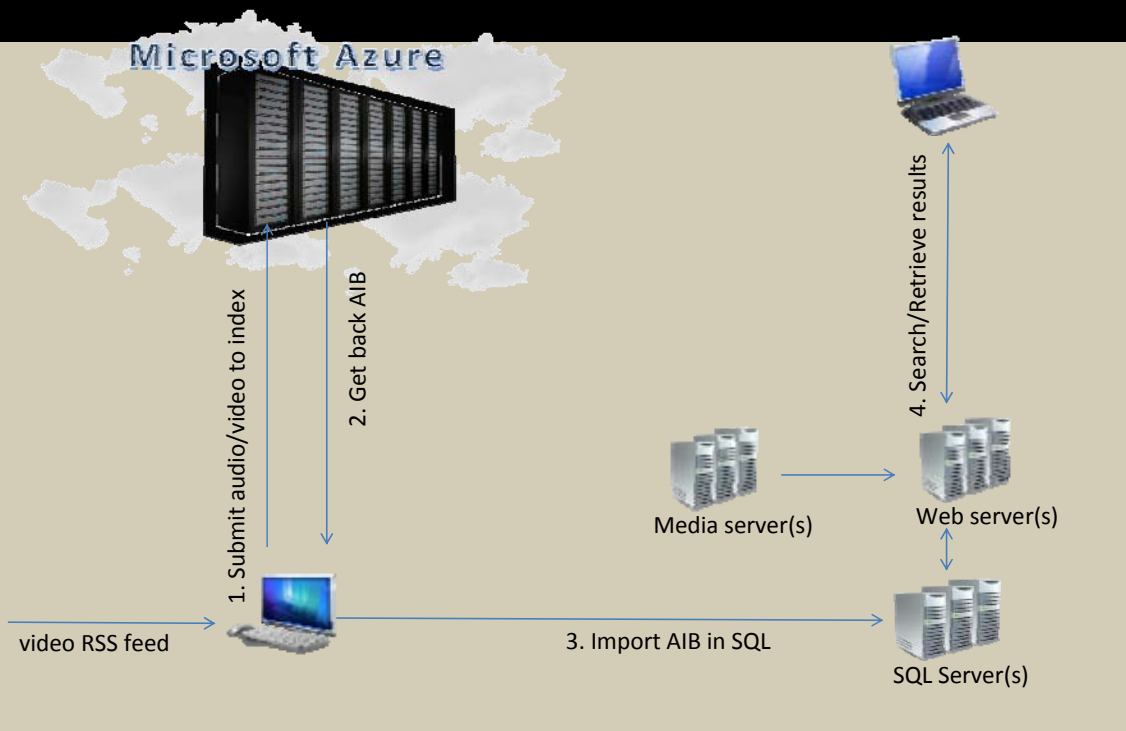 Microsoft Azure
1. Submit audio/video to index
2. Get back AIB
4. Search/Retrieve results
Media server(s)
Web server(s)
video RSS feed
3. Import AIB in SQL
SQL Server(s)